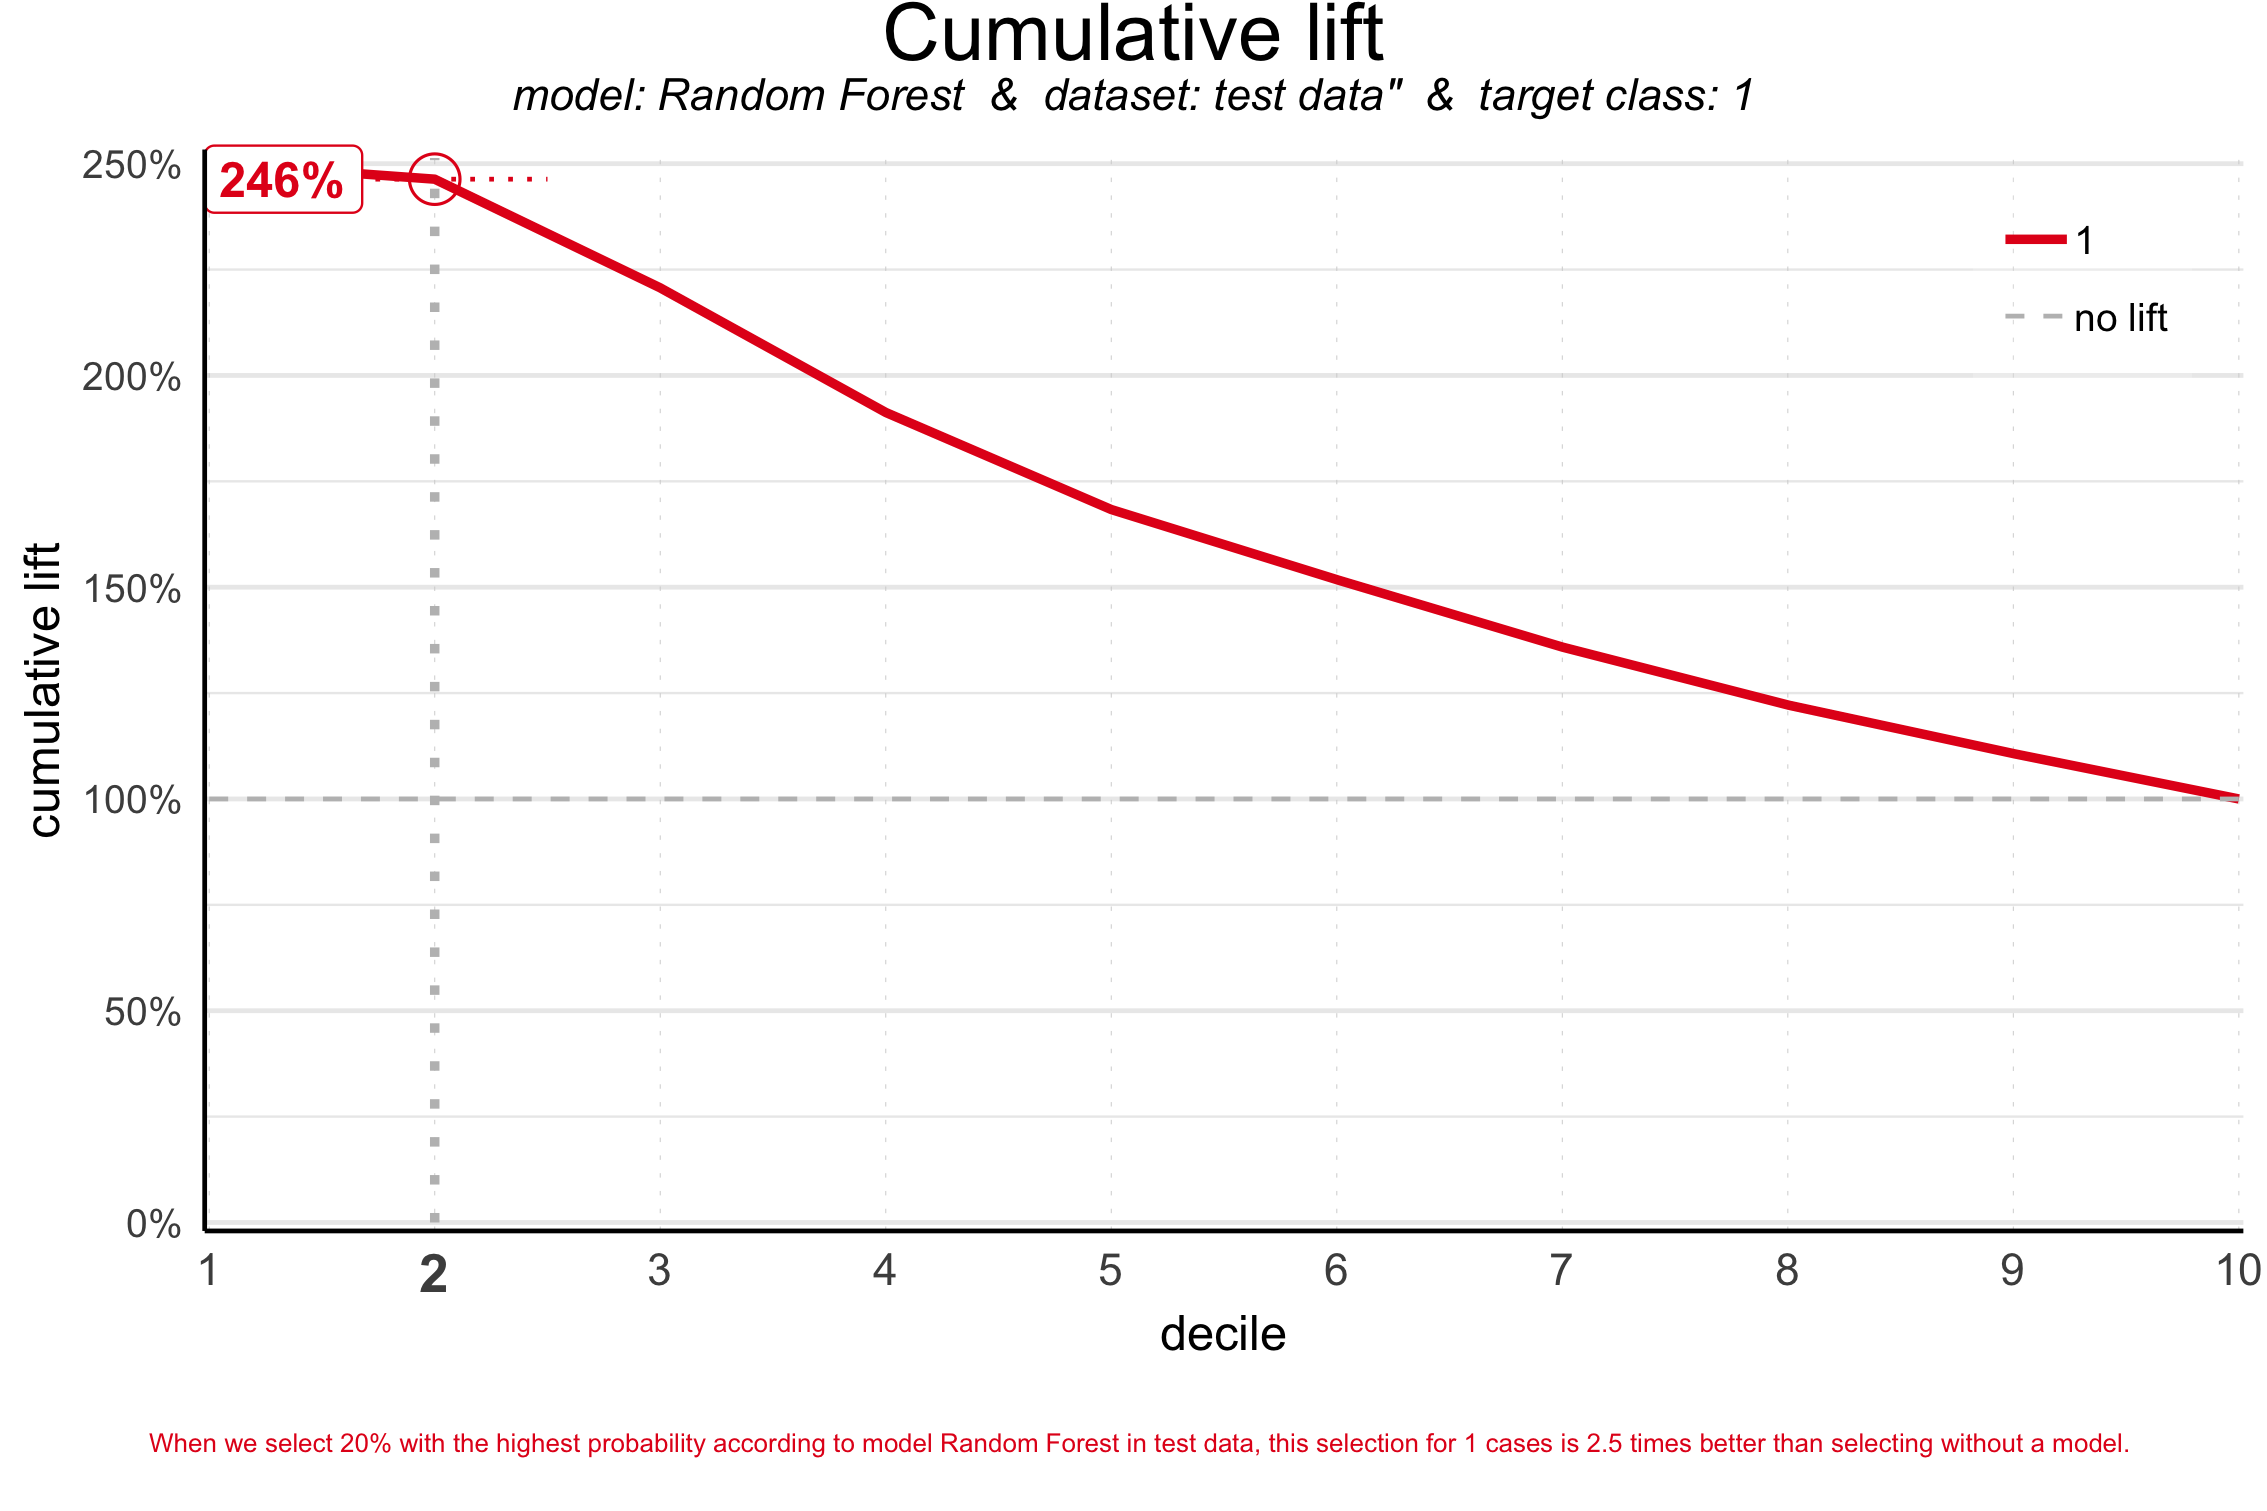 Cumulative lift
model: Random Forest & dataset: test data" & target class: 1
250%
246%
1
no lift
200%
150%
100%
50%
0%
cumulative lift
1 2 3 4 5 6 7 8 9 10
decile
When we select 20% with the highest probability according to model Random Forest in test data, this selection for 1 cases is 2.5 times better than selecting without a model.